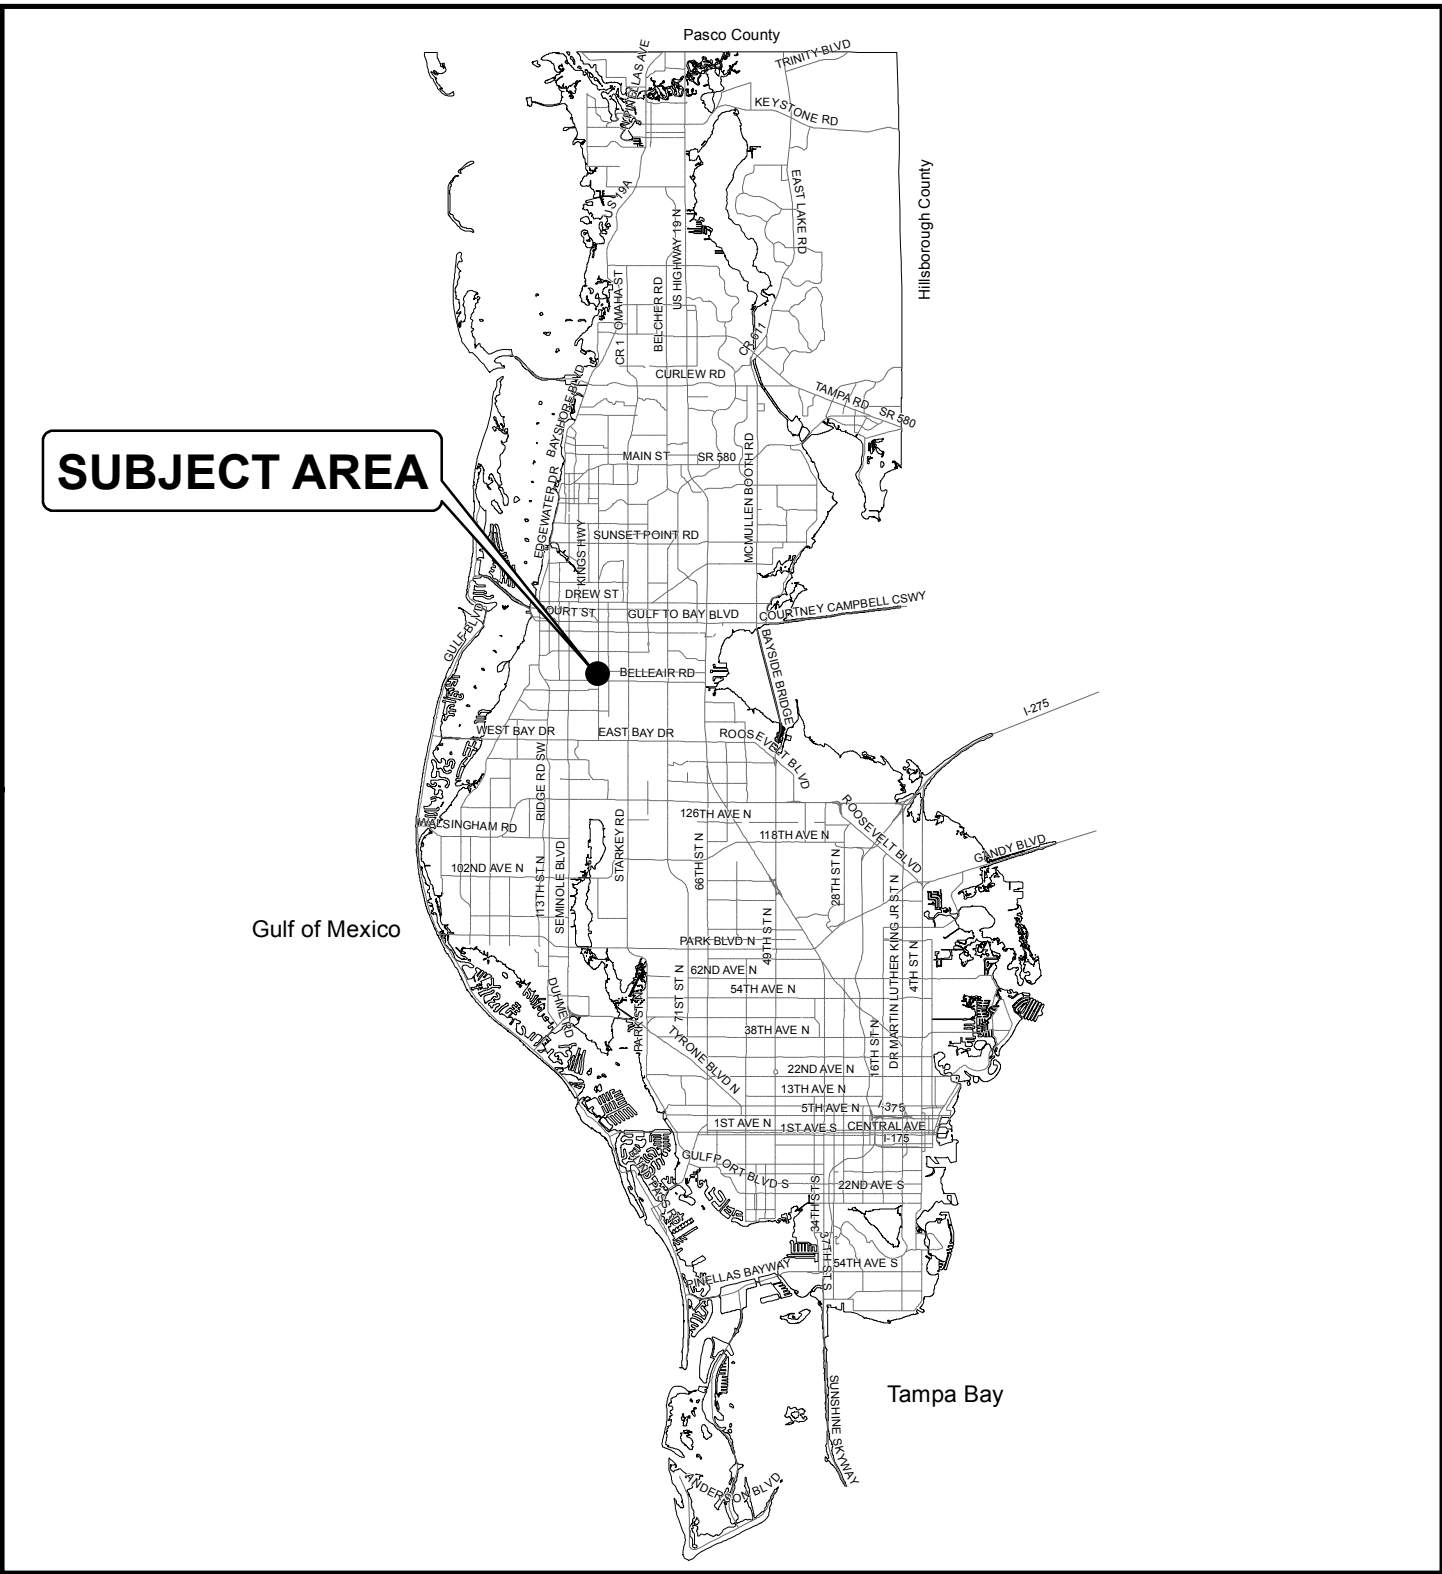 Pasco County
TRINITY BLVD
PINELLAS AVE
KEYSTONE RD
Hillsborough County
EAST LAKE RD
US 19A
US HIGHWAY 19 N
OMAHA ST
BELCHER RD
CR 1
CR 611
CURLEW RD
TAMPA RD
SR 580
BAYSHORE BLVD
SUBJECT AREA
MAIN ST
SR 580
MCMULLEN BOOTH RD
EDGEWATER DR
KINGS HWY
SUNSET POINT RD
DREW ST
OURT ST
GULF TO BAY BLVD
COURTNEY CAMPBELL CSWY
GULF BLVD
BAYSIDE BRIDGE
BELLEAIR RD
I-275
WEST BAY DR
EAST BAY DR
ROOSEVELT BLVD
RIDGE RD SW
WALSINGHAM RD
STARKEY RD
126TH AVE N
118TH AVE N
ROOSEVELT BLVD
GANDY BLVD
102ND AVE N
113TH ST N
SEMINOLE BLVD
66TH ST N
28TH ST N
Gulf of Mexico
PARK BLVD N
49TH ST N
DR MARTIN LUTHER KING JR ST N
4TH ST N
62ND AVE N
71ST ST N
54TH AVE N
DUHME RD
PARK ST N
38TH AVE N
16TH ST N
TYRONE BLVD N
22ND AVE N
13TH AVE N
5TH AVE N
I-375
1ST AVE N
1ST AVE S
CENTRAL AVE
I-175
GULFPORT BLVD S
22ND AVE S
34TH ST S
37TH ST S
54TH AVE S
PINELLAS BAYWAY
Tampa Bay
SUNSHINE SKYWAY
ANDERSON BLVD